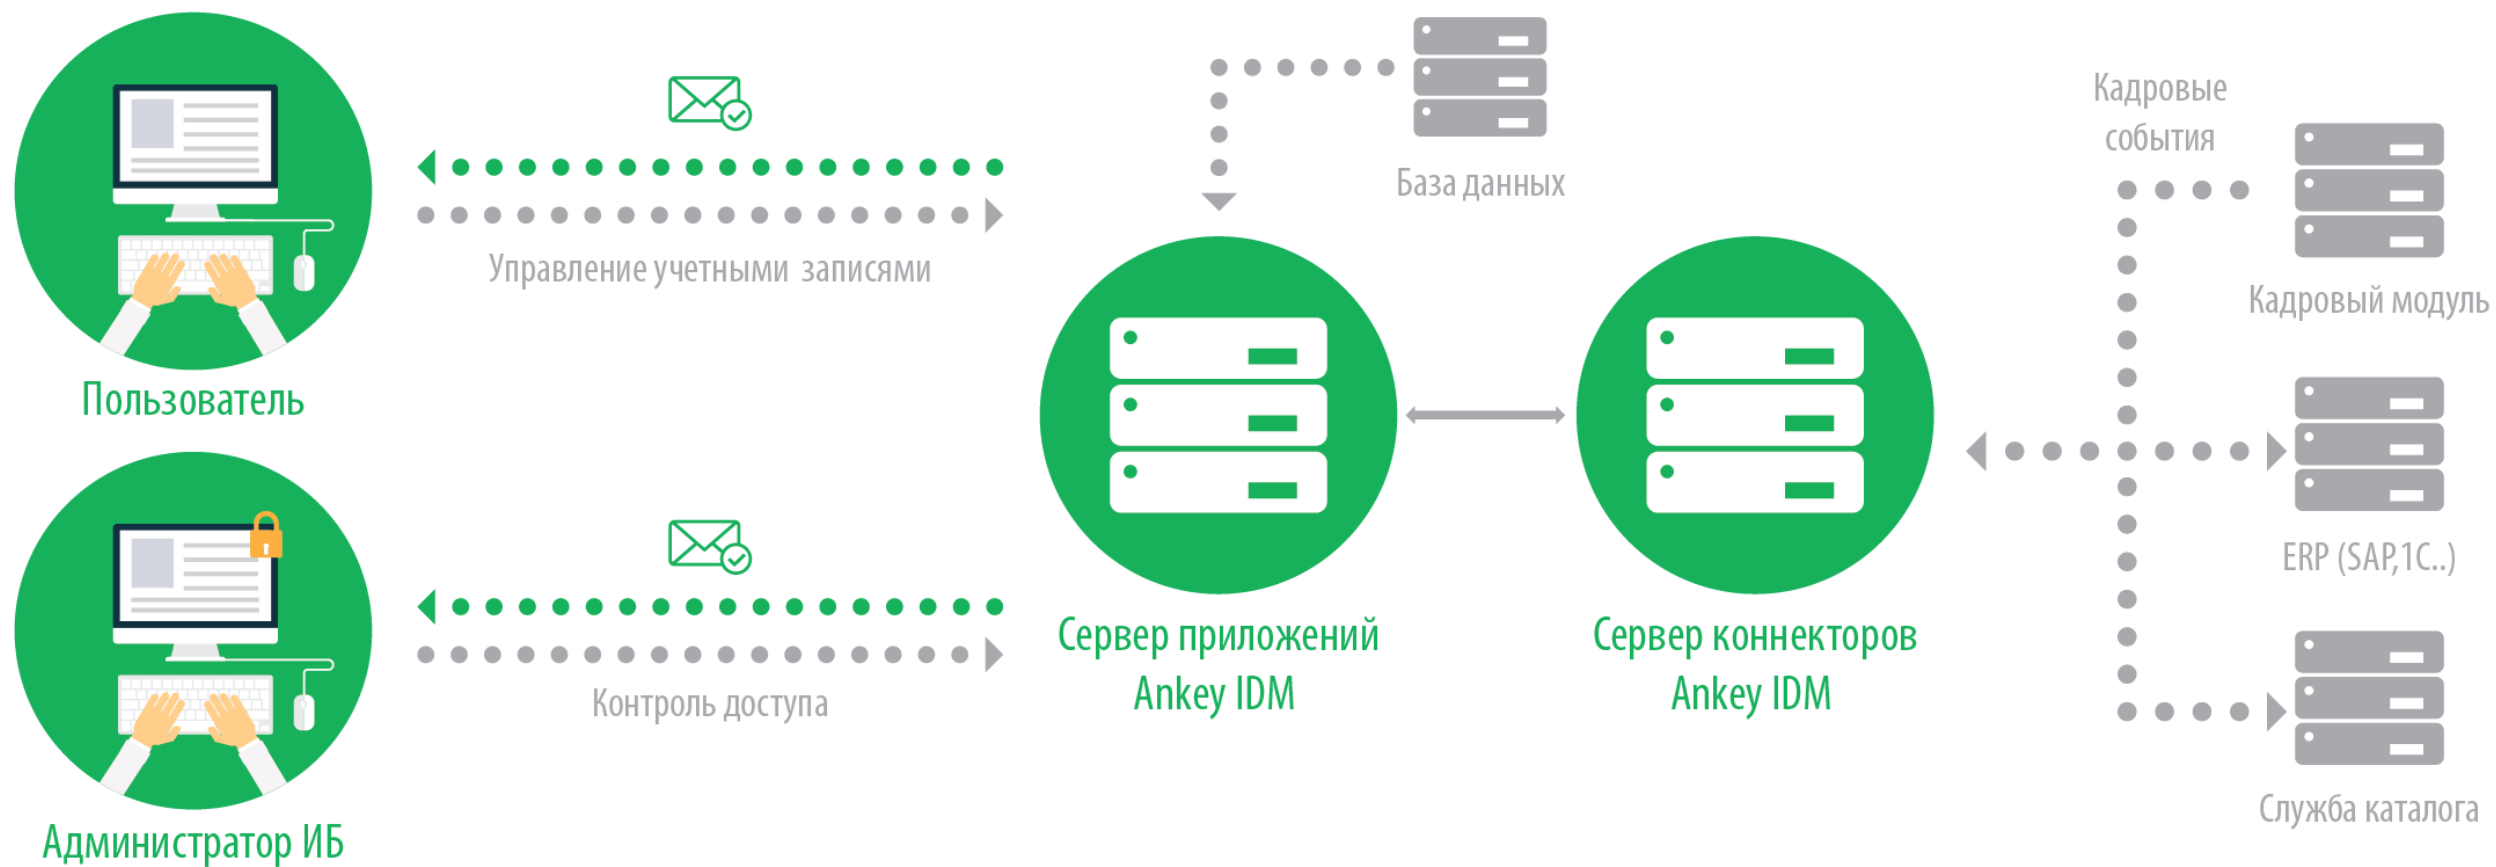 Пользователь
Управление учетными записями
База данных
Кадровые
события
Кадровый модуль
ERP (SAP,1C..)
Сервер приложений
Ankey IDM
Сервер коннекторов
Ankey IDM
Контроль доступа
Администратор ИБ
Служба каталога